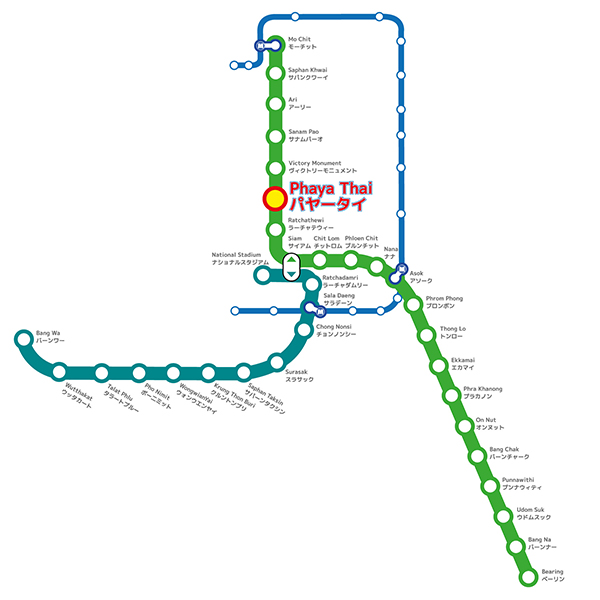 Mo Chit
モーチット
Saphan Khwai
サパンクワーイ
Ari
アーリー
Sanam Pao
サナムパーオ
Victory Monument
ヴィクトリーモニュメント
Phaya Thai
パヤータイ
Ratchathewi
ラーチャテウィー
Siam
サイアム
Chit Lom
チットロム
Phloen Chit
プルンチット
Nana
ナナ
Asok
アソーク
National Stadium
ナショナルスタジアム
Ratchadanri
ラーチャダムリー
Sala Daeng
サラデーン
Chong Nonsi
チョンノンシー
Surasak
スラサック
Saphan Taksin
サパーンタクシン
Krung Thon Buri
クルントンブリ
WongwianYai
ウォンウエンヤイ
Pho Nimit
ポーニミット
Talat Phlu
タラートプルー
Wutthakat
ウッタカート
Bang Wa
バーンワー
Phrom Phong
プロンポン
Thong Lo
トンロー
Ekkamai
エカマイ
Phra Khanong
プラカノン
On Nut
オンヌット
Bang Chak
バーンチャーク
Punnawithi
プンナウィティ
Udom Suk
ウドムスック
Bang Na
バーンナー
Bearing
ベーリン